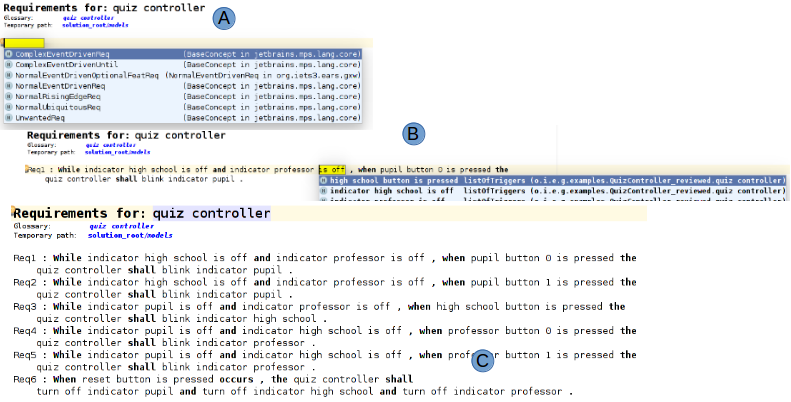 Requirements for: quiz controller
A
Glossary: quiz controller
Temporary path: solution_root/models
N ComplexEventDrivenReq (BaseConcept in jetbrains.mps.lang.core)
N ComplexEventDrivenUntil (BaseConcept in jetbrains.mps.lang.core)
N NormalEventDrivenOptionalFeatReq (NormalEventDrivenReq in org.iets3.ears.gxw)
N NormalEventDrivenReq (BaseConcept in jetbrains.mps.lang.core)
N NormalRisingEdgeReq (BaseConcept in jetbrains.mps.lang.core)
N NormalUbiquitousReq (BaseConcept in jetbrains.mps.lang.core)
N UnwantedReq (BaseConcept in jetbrains.mps.lang.core)
B
Requirements for: quiz controller
Glossary: quiz controller
Temporary path: solution_root/models
Req1 : While indicator high school is off and indicator professor is off , when pupil button 0 is pressed the
quiz controller shall blink indicator pupil .
N high school button is pressed listOfTriggers (o.i.e.g.examples.QuizController_reviewed.quiz controller)
N indicator high school is off listOfTriggers (o.i.e.g.examples.QuizController_reviewed.quiz controller)
Requirements for: quiz controller
Glossary: quiz controller
Temporary path: solution_root/models
Req1 : While indicator high school is off and indicator professor is off , when pupil button 0 is pressed the
quiz controller shall blink indicator pupil .
Req2 : While indicator high school is off and indicator professor is off , when pupil button 1 is pressed the
quiz controller shall blink indicator pupil .
Req3 : While indicator pupil is off and indicator professor is off , when high school button is pressed the
quiz controller shall blink indicator high school .
Req4 : While indicator pupil is off and indicator high school is off , when professor button 0 is pressed the
quiz controller shall blink indicator professor .
Req5 : While indicator pupil is off and indicator high school is off , when professor button 1 is pressed the
quiz controller shall blink indicator professor .
C
Req6 : When reset button is pressed occurs , the quiz controller shall
turn off indicator pupil and turn off indicator high school and turn off indicator professor .